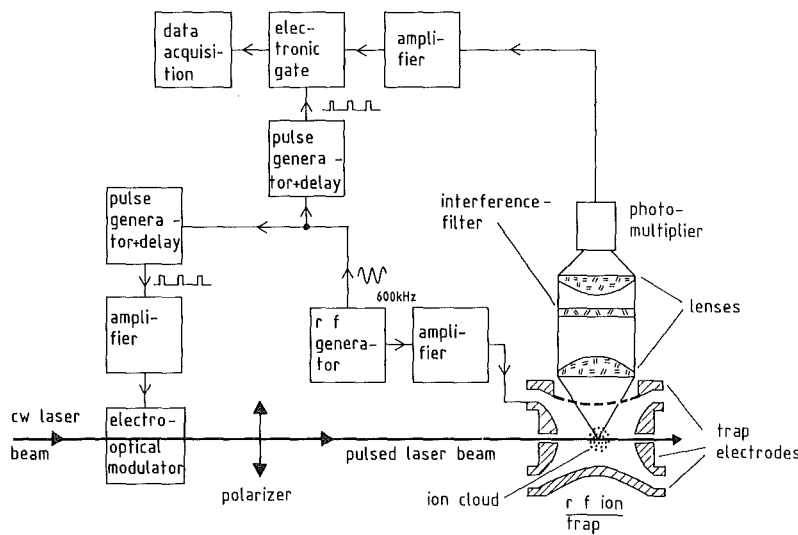 data
acquisi-
tion
elec-
tronic
gate
ampli-
fier
pulse
genera-
tor+delay
pulse
genera-
tor+delay
interference-
filter
photo-
multiplier
600kHz
ampli-
fier
r f
genera-
tor
ampli-
fier
lenses
cw laser
beam
electro-
optical
modulator
polarizer
pulsed laser beam
trap
electrodes
ion cloud
r f ion
trap